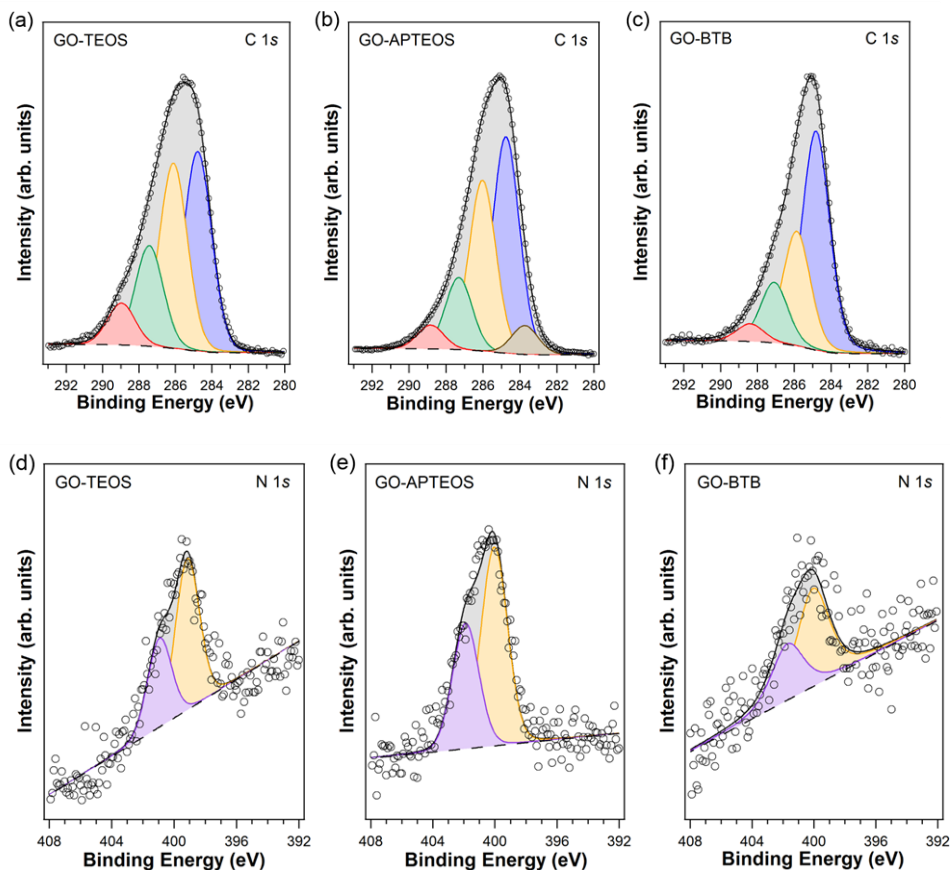 (a)
GO-TEOS C 1s
Intensity (arb. units)
292 290 288 286 284 282 280
Binding Energy (eV)
(b)
GO-APTEOS C 1s
Intensity (arb. units)
292 290 288 286 284 282 280
Binding Energy (eV)
(c)
GO-BTB C 1s
Intensity (arb. units)
292 290 288 286 284 282 280
Binding Energy (eV)
(d)
GO-TEOS N 1s
Intensity (arb. units)
408 404 400 396 392
Binding Energy (eV)
(e)
GO-APTEOS N 1s
Intensity (arb. units)
408 404 400 396 392
Binding Energy (eV)
(f)
GO-BTB N 1s
Intensity (arb. units)
408 404 400 396 392
Binding Energy (eV)